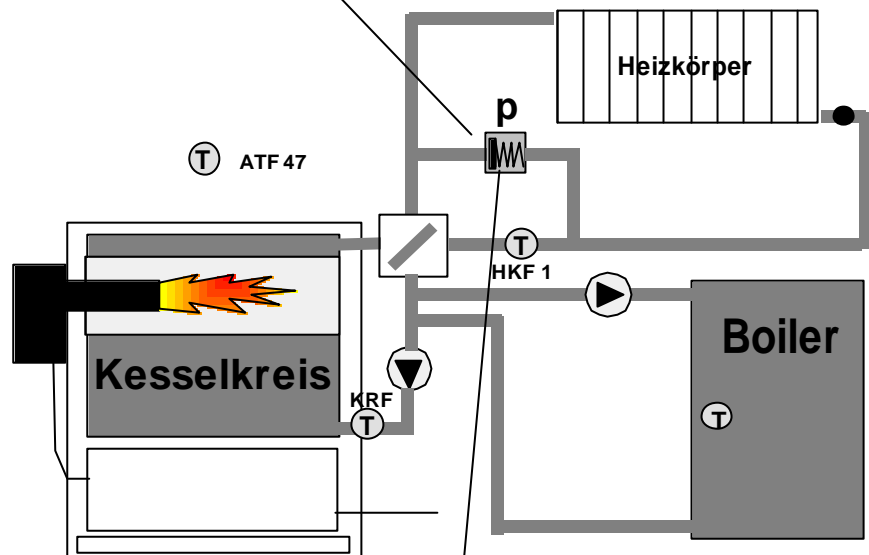 Heizkörper
p
T
ATF 47
T
HKF 1
Boiler
Kesselkreis
KRF
T
T